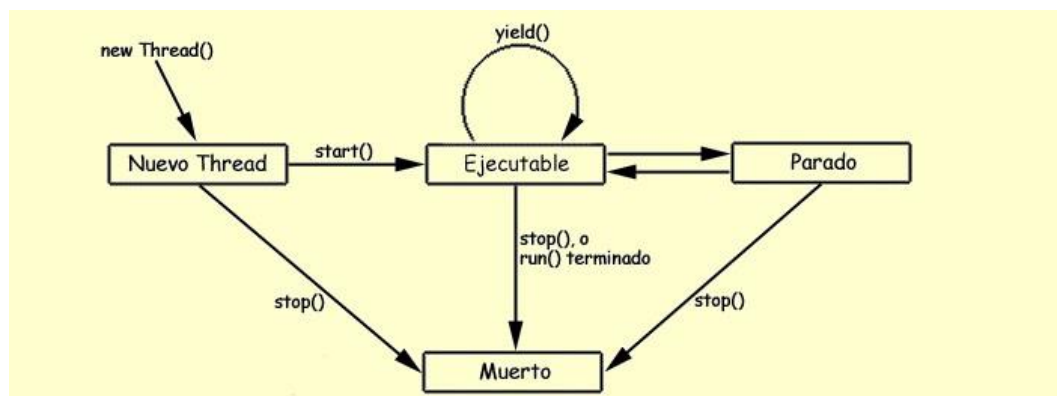 yield()
new Thread()
Nuevo Thread
start()
Ejecutable
Parado
stop(), o
run() terminado
stop()
stop()
Muerto